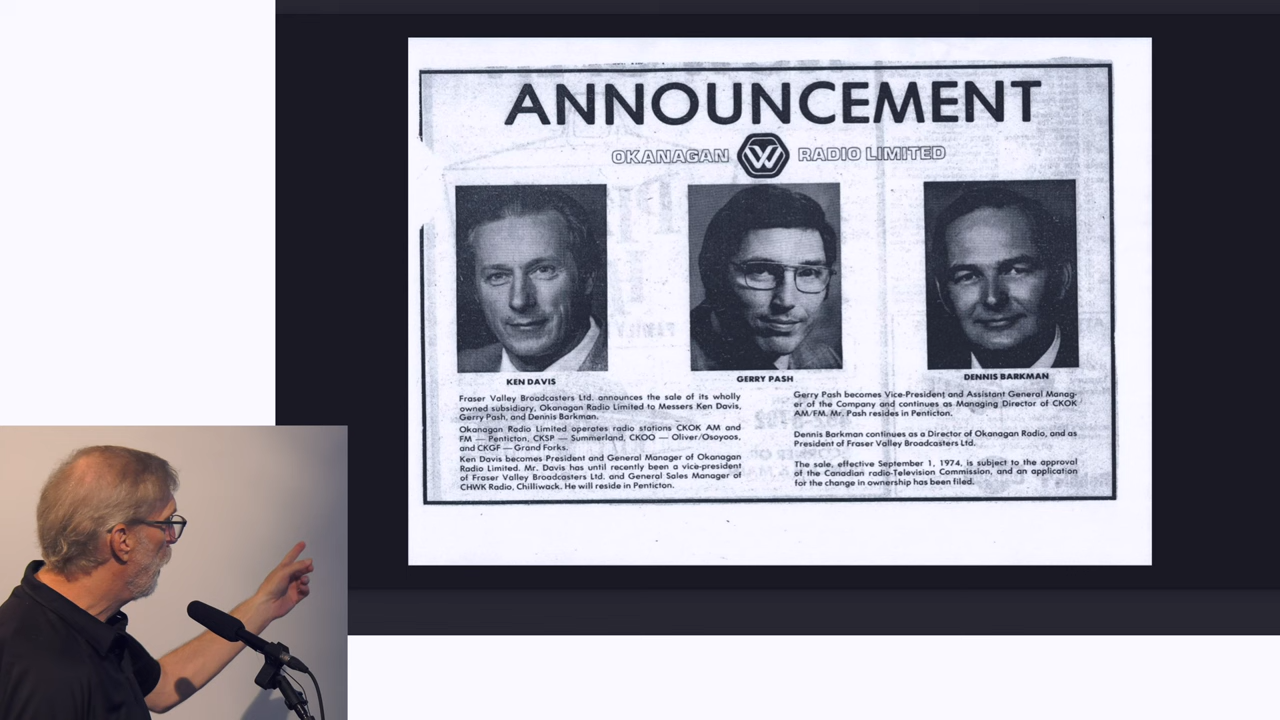 ANNOUNCEMENT
OKANAGAN W RADIO LIMITED
KEN DAVIS
GERRY PASH
DENNIS BARKMAN
Fraser Valley Broadcasters Ltd. announces the sale of its wholly
owned subsidiary, Okanagan Radio Limited to Messers Ken Davis,
Gerry Pash, and Dennis Barkman.
Okanagan Radio Limited operates radio stations CKOK AM and
FM — Penticton, CKSP — Summerland, CKOO — Oliver/Osoyoos,
and CKGF — Grand Forks.
Ken Davis becomes President and General Manager of Okanagan
Radio Limited. Mr. Davis has until recently been a vice-president
of Fraser Valley Broadcasters Ltd. and General Sales Manager of
CHWK Radio, Chilliwack. He will reside in Penticton.
Gerry Pash becomes Vice-President and Assistant General Manag-
er of the Company and continues as Managing Director of CKOK
AM/FM. Mr. Pash resides in Penticton.
Dennis Barkman continues as a Director of Okanagan Radio, and as
President of Fraser Valley Broadcasters Ltd.
The sale, effective September 1, 1974, is subject to the approval
of the Canadian radio-Television Commission, and an application
for the change in ownership has been filed.